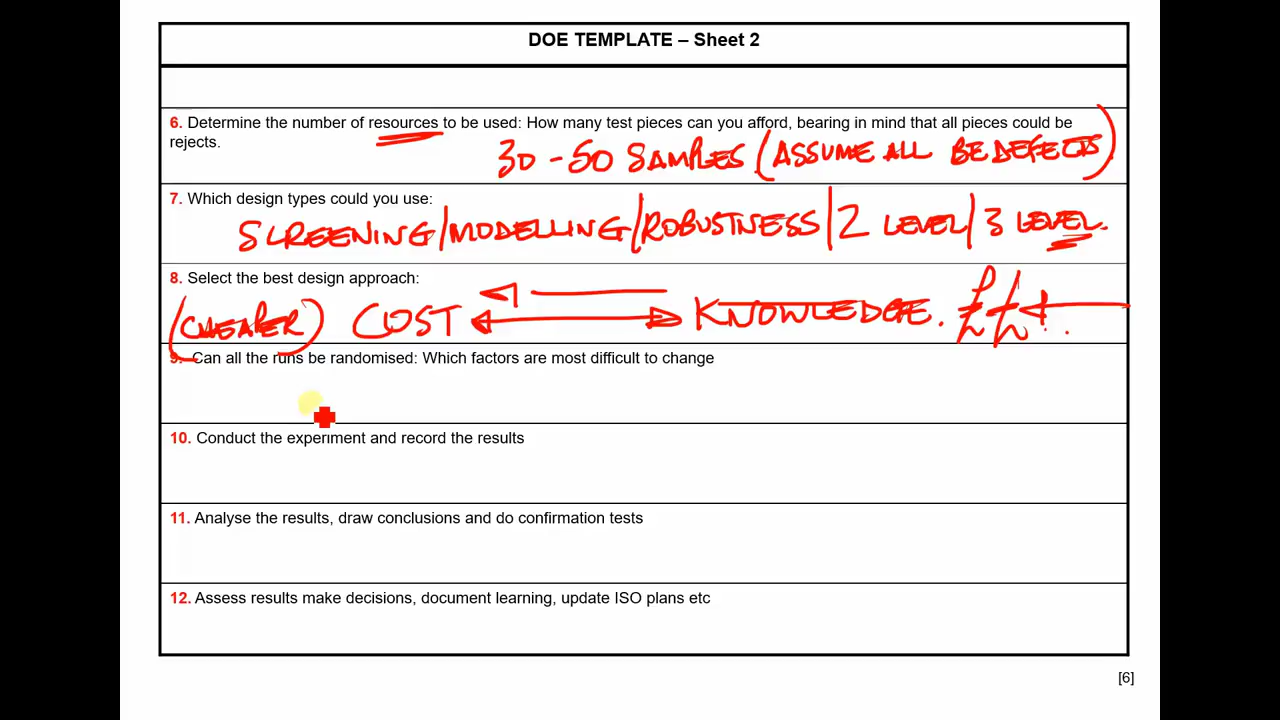 DOE TEMPLATE – Sheet 2
6. Determine the number of resources to be used: How many test pieces can you afford, bearing in mind that all pieces could be
rejects.
30 - 50 SAMPLES (ASSUME ALL BE DEFECTS)
7. Which design types could you use:
SCREENING/MODELLING/ROBUSTNESS/2 LEVEL/3 LEVEL.
8. Select the best design approach:
(CHEAPER) COST KNOWLEDGE. ££
9. Can all the runs be randomised: Which factors are most difficult to change
10. Conduct the experiment and record the results
11. Analyse the results, draw conclusions and do confirmation tests
12. Assess results make decisions, document learning, update ISO plans etc
[6]